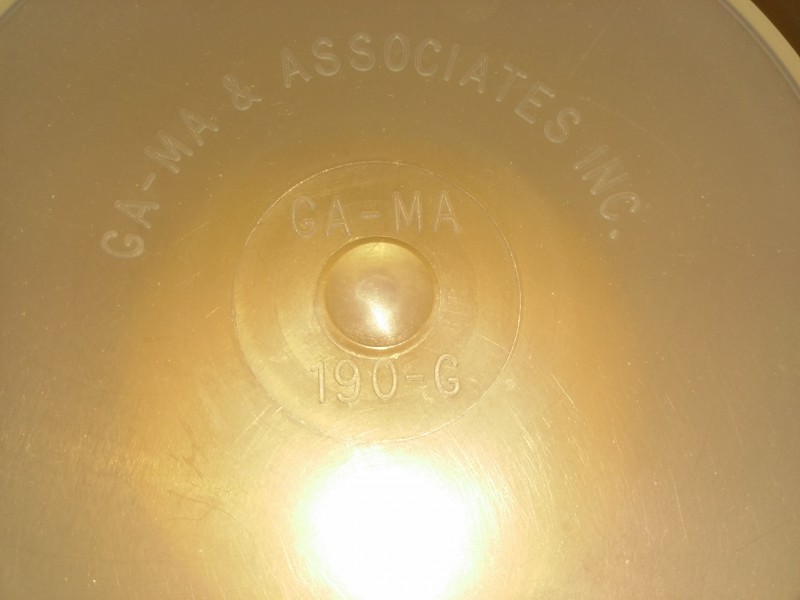 GA-MA & ASSOCIATES INC.
GA-MA
190-G